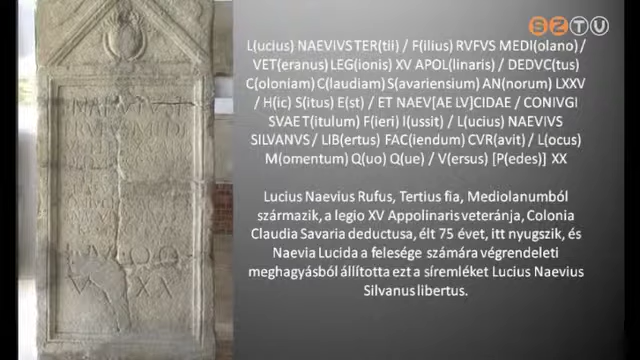 SZTV
L(ucius) NAEVIVS TER(tii) / F(ilius) RVFVS MEDI(olano) /
VET(eranus) LEG(ionis) XV APOL(linaris) / DEDVC(tus)
C(oloniam) C(laudiam) S(avariensium) AN(norum) LXXV
/ H(ic) S(itus) E(st) / ET NAEV[AE LV]CIDAE / CONIVGI
SVAE T(itulum) F(ieri) I(ussit) / L(ucius) NAEVIVS
SILVANVS / LIB(ertus) FAC(iendum) CVR(avit) / L(ocus)
M(omentum) Q(uo) Q(ue) / V(ersus) [P(edes)] XX
Lucius Naevius Rufus, Tertius fia, Mediolanumból
származik, a legio XV Appolinaris veteránja, Colonia
Claudia Savaria deductusa, élt 75 évet, itt nyugszik, és
Naevia Lucida a felesége számára végrendeleti
meghagyásból állította ezt a síremléket Lucius Naevius
Silvanus libertus.